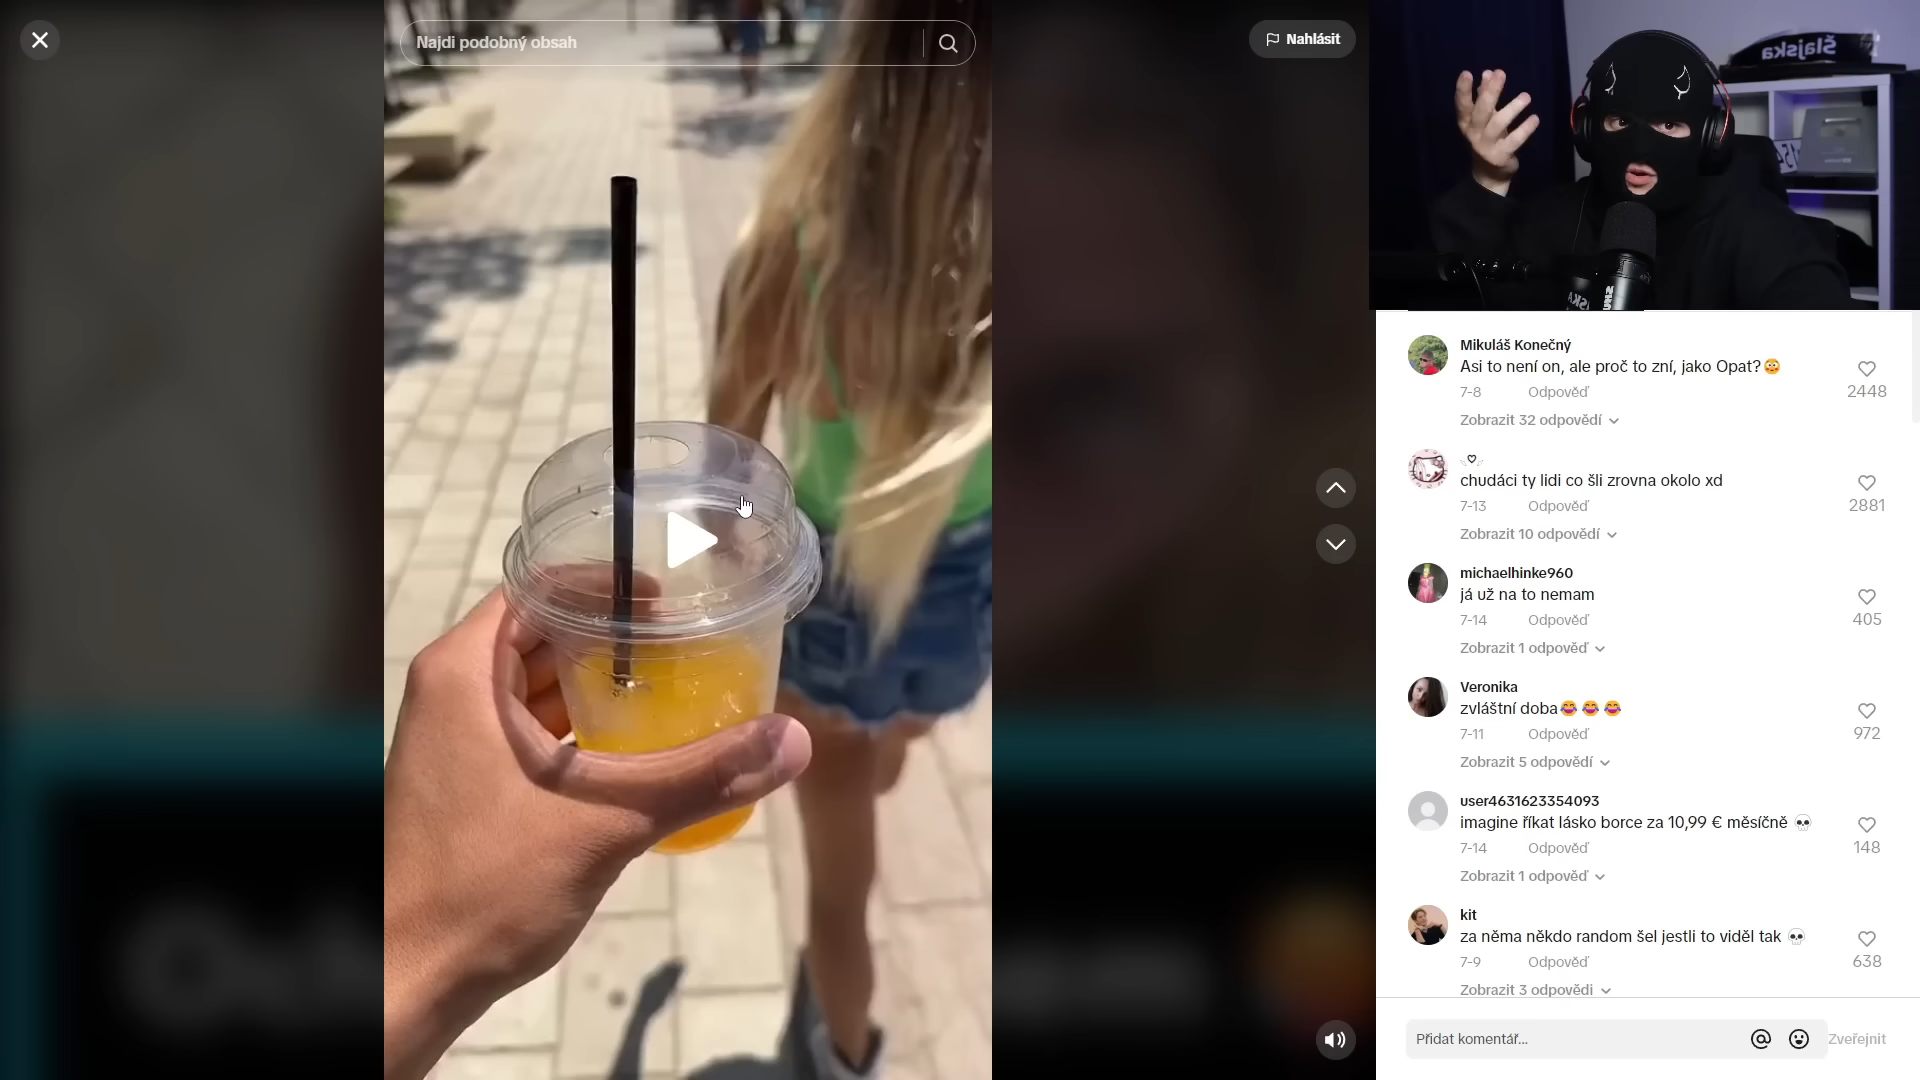 Najdi podobný obsah
Nahlásit
Šlajska
Mikuláš Konečný
Asi to není on, ale proč to zní, jako Opat?😳
7-8 Odpověď
2448
Zobrazit 32 odpovědí
♡
chudáci ty lidi co šli zrovna okolo xd
7-13 Odpověď
2881
Zobrazit 10 odpovědí
michaelhinke960
já už na to nemam
7-14 Odpověď
405
Zobrazit 1 odpověď
Veronika
zvláštní doba😂😂😂
7-11 Odpověď
972
Zobrazit 5 odpovědí
user4631623354093
imagine říkat lásko borce za 10,99 € měsíčně 💀
7-14 Odpověď
148
Zobrazit 1 odpověď
kit
za něma někdo random šel jestli to viděl tak 💀
7-9 Odpověď
638
Zobrazit 3 odpovědi
Přidat komentář...
Zveřejnit